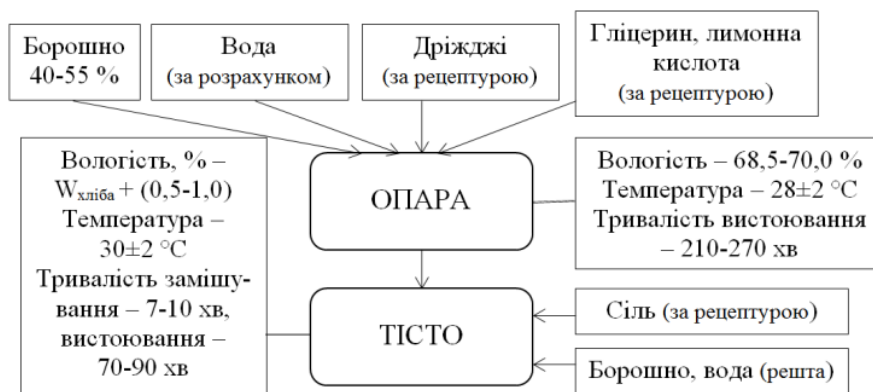 Борошно
40-55 %
Вода
(за розрахунком)
Дріжджі
(за рецептурою)
Гліцерин, лимонна
кислота
(за рецептурою)
Вологість, % –
Wхліба + (0,5-1,0)
Температура –
30±2 °C
Тривалість замішу-
вання – 7-10 хв,
вистоювання –
70-90 хв
ОПАРА
Вологість – 68,5-70,0 %
Температура – 28±2 °C
Тривалість вистоювання
– 210-270 хв
ТІСТО
Сіль (за рецептурою)
Борошно, вода (решта)